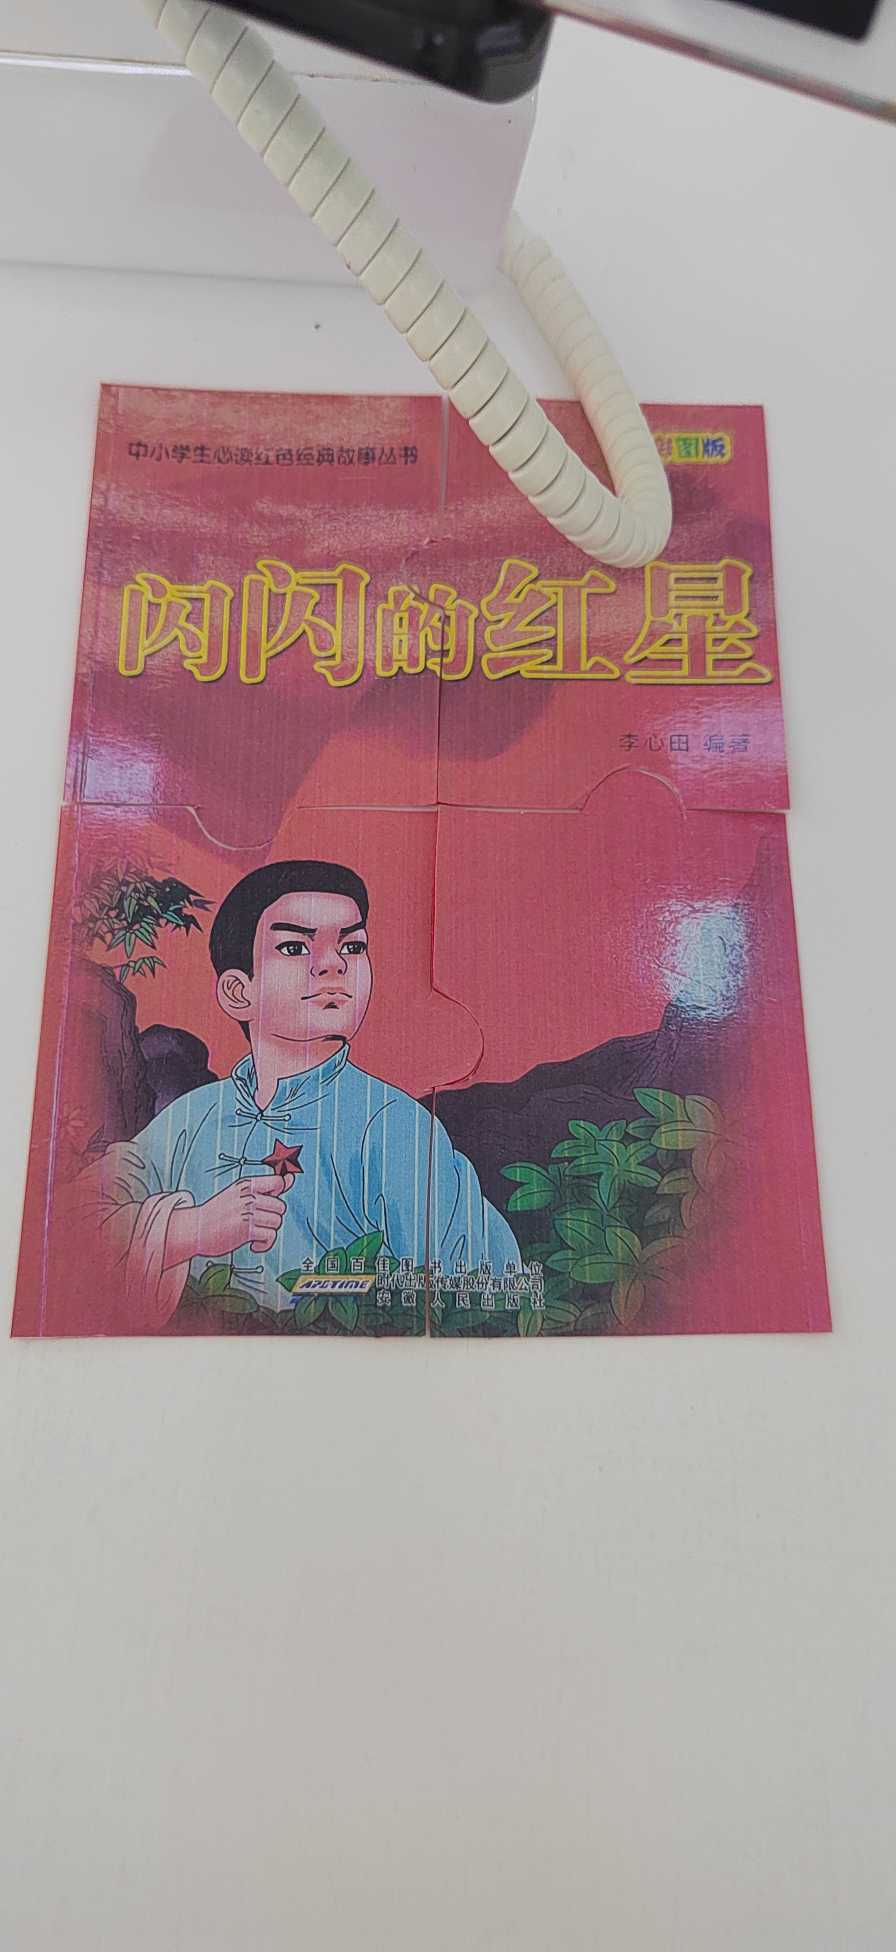 中小学生必读红色经典故事丛书
图版
闪闪的红星
李心田 编著
全国百佳图书出版单位
APGTIME 时代出版传媒股份有限公司
安徽人民出版社